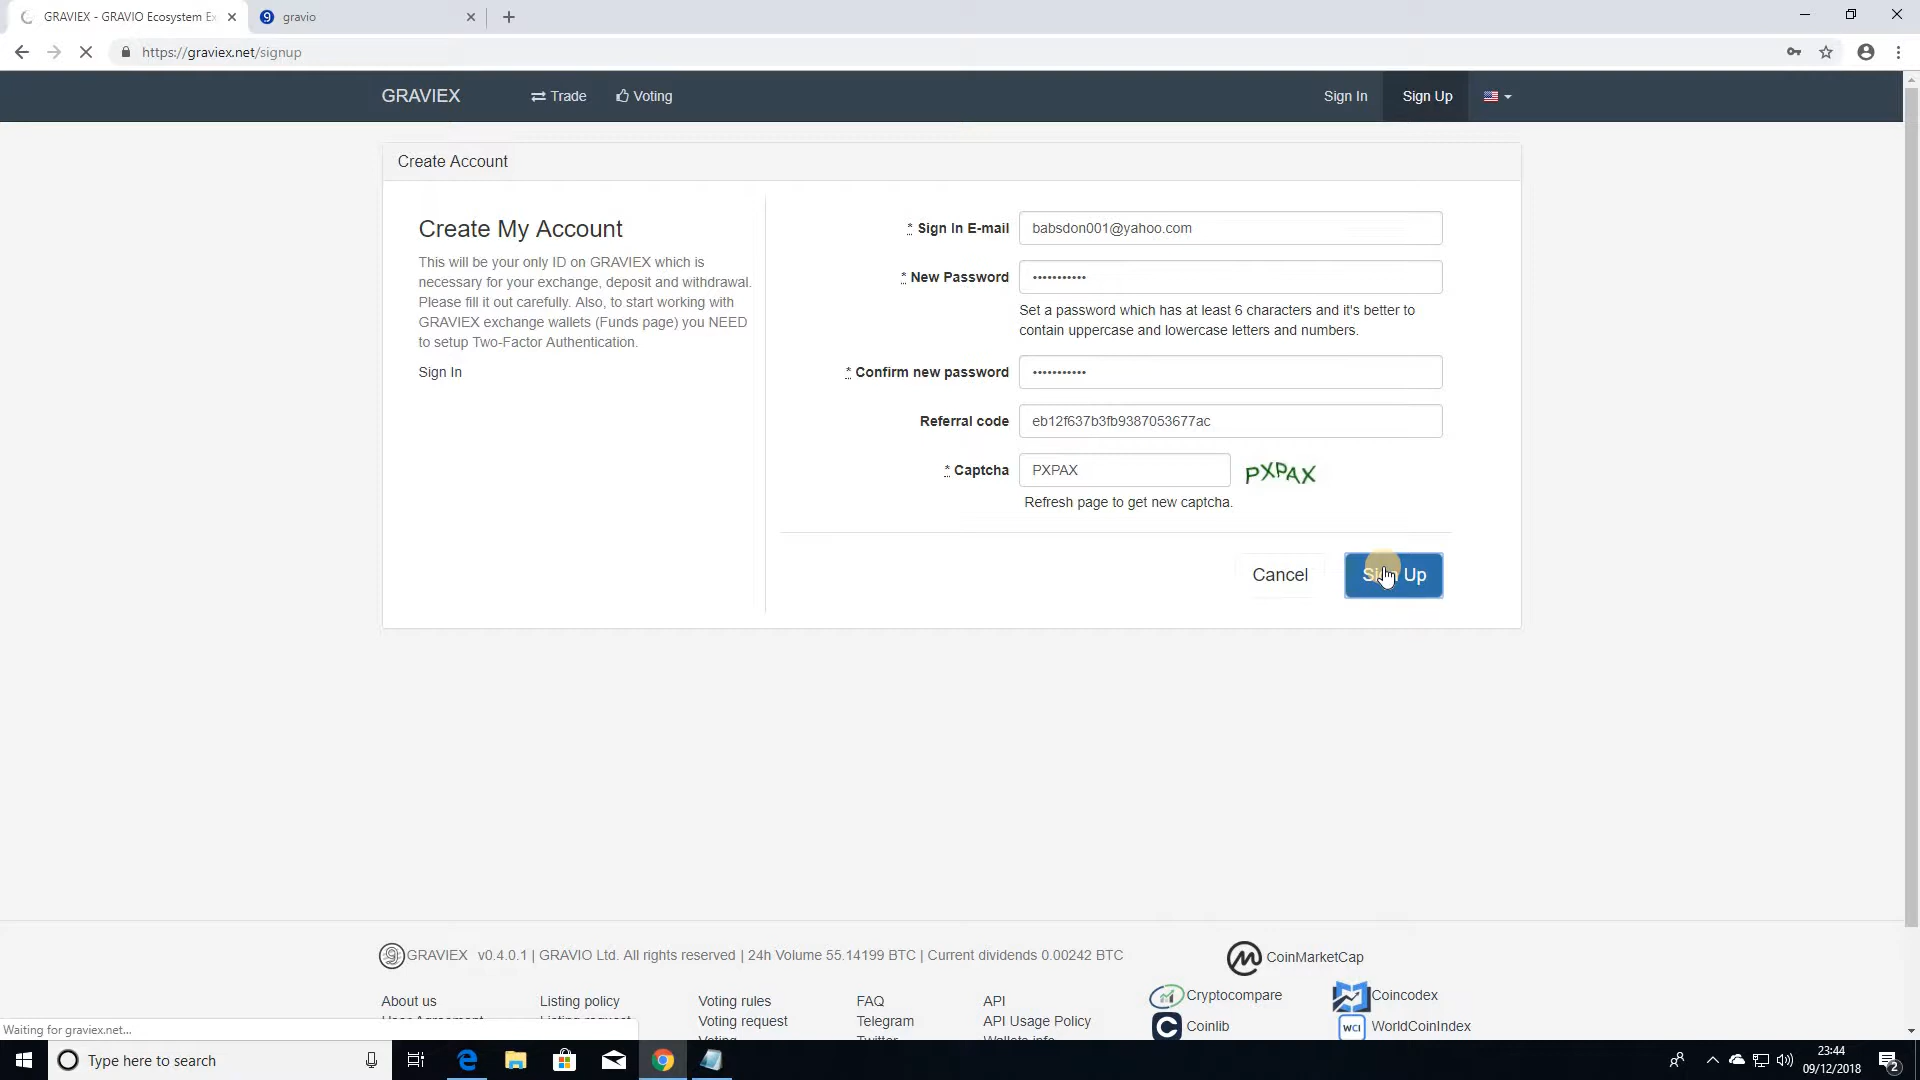 GRAVIEX - GRAVIO Ecosystem Ex
gravio
https://graviex.net/signup
GRAVIEX
Trade
Voting
Sign In
Sign Up
Create Account
Create My Account
This will be your only ID on GRAVIEX which is
necessary for your exchange, deposit and withdrawal.
Please fill it out carefully. Also, to start working with
GRAVIEX exchange wallets (Funds page) you NEED
to setup Two-Factor Authentication.
Sign In
* Sign In E-mail
babsdon001@yahoo.com
* New Password
•••••••••••
Set a password which has at least 6 characters and it's better to
contain uppercase and lowercase letters and numbers.
* Confirm new password
•••••••••••
Referral code
eb12f637b3fb9387053677ac
* Captcha
PXPAX
PXPAX
Refresh page to get new captcha.
Cancel
Sign Up
GRAVIEX v0.4.0.1 | GRAVIO Ltd. All rights reserved | 24h Volume 55.14199 BTC | Current dividends 0.00242 BTC
CoinMarketCap
About us
Listing policy
Voting rules
FAQ
API
Cryptocompare
Coincodex
Voting request
Telegram
API Usage Policy
Coinlib
WCI
WorldCoinIndex
Waiting for graviex.net...
Type here to search
23:44
09/12/2018
2